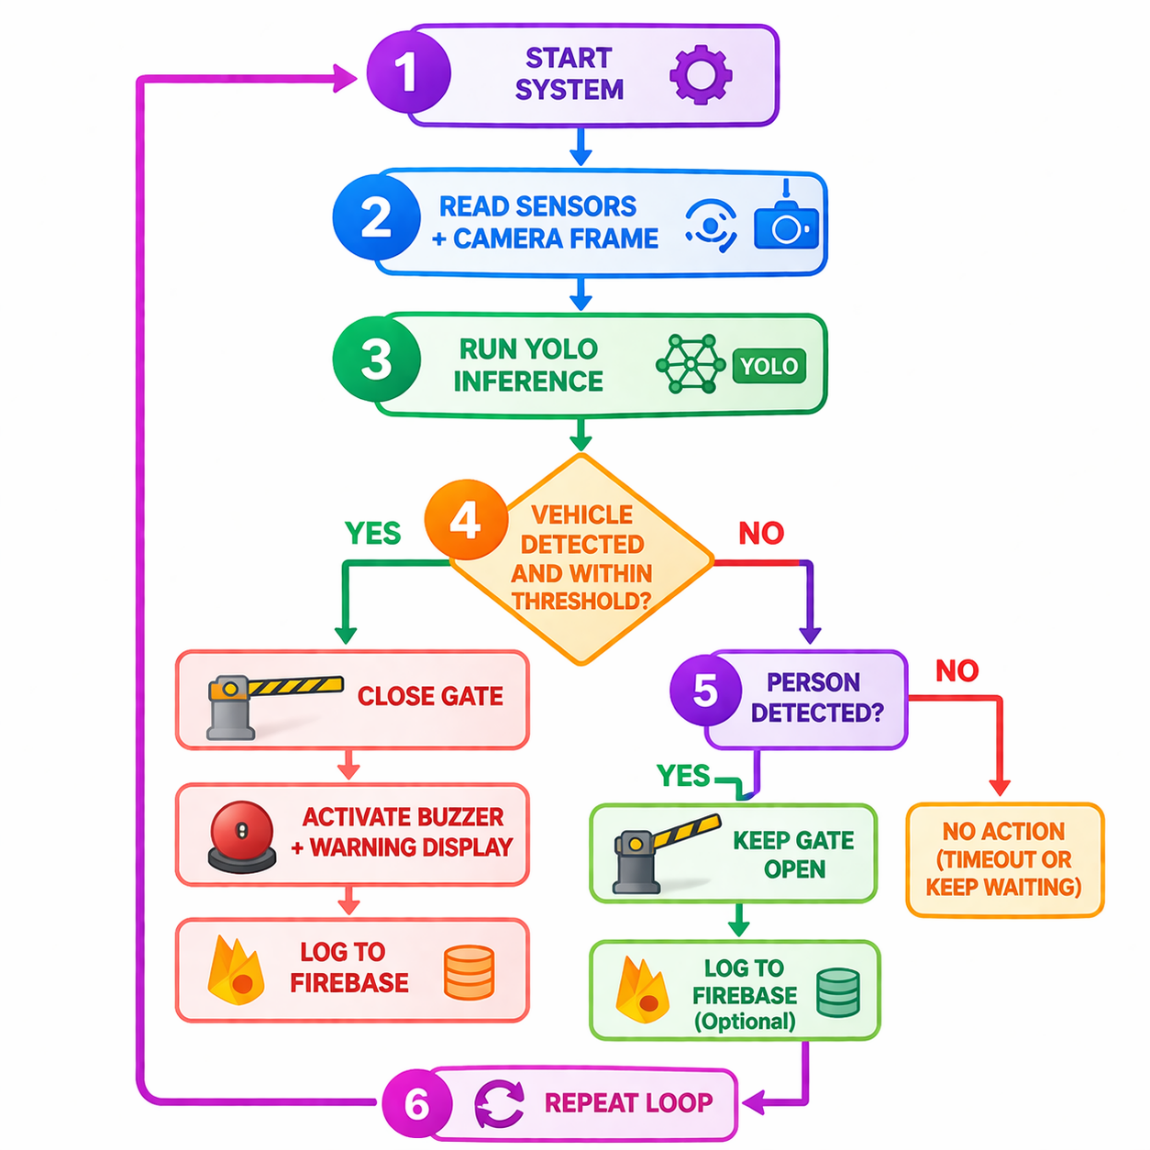 1
START
SYSTEM
2
READ SENSORS
+ CAMERA FRAME
3
RUN YOLO
INFERENCE
YOLO
4
VEHICLE
DETECTED
AND WITHIN
THRESHOLD?
YES
NO
CLOSE GATE
ACTIVATE BUZZER
+ WARNING DISPLAY
LOG TO
FIREBASE
5
PERSON
DETECTED?
NO
YES
KEEP GATE
OPEN
NO ACTION
(TIMEOUT OR
KEEP WAITING)
LOG TO
FIREBASE
(Optional)
6
REPEAT LOOP